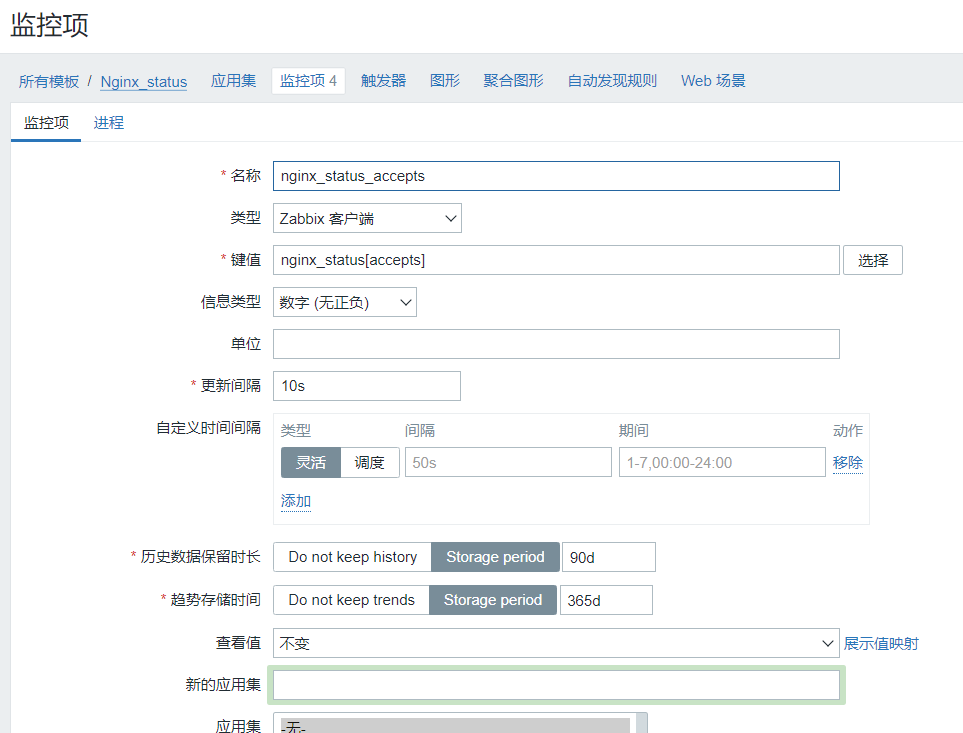 监控项
所有模板 / Nginx_status 应用集 监控项 4 触发器 图形 聚合图形 自动发现规则 Web 场景
监控项 进程
* 名称 nginx_status_accepts
类型 Zabbix 客户端
* 键值 nginx_status[accepts] 选择
信息类型 数字 (无正负)
单位
* 更新间隔 10s
自定义时间间隔 类型 间隔 期间 动作
灵活 调度 50s 1-7,00:00-24:00 移除
添加
* 历史数据保留时长 Do not keep history Storage period 90d
* 趋势存储时间 Do not keep trends Storage period 365d
查看值 不变 展示值映射
新的应用集
应用集 -无-